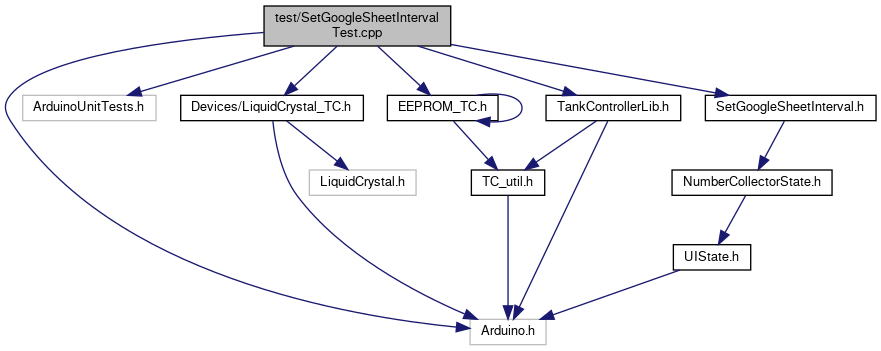 test/SetGoogleSheetInterval
Test.cpp
ArduinoUnitTests.h
Devices/LiquidCrystal_TC.h
EEPROM_TC.h
TankControllerLib.h
SetGoogleSheetInterval.h
LiquidCrystal.h
TC_util.h
NumberCollectorState.h
UIState.h
Arduino.h